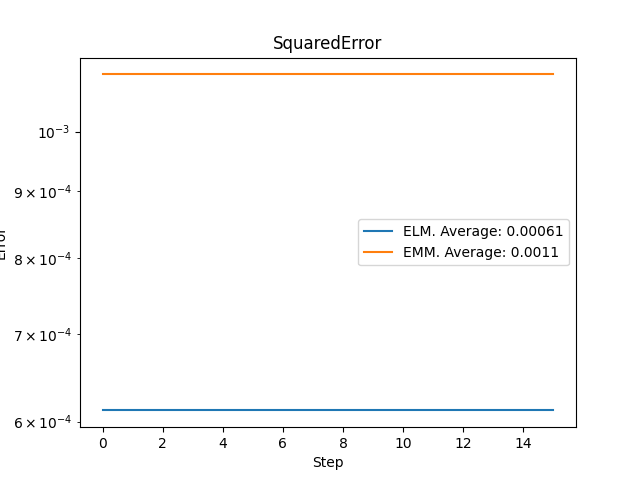 SquaredError
10⁻³
9 × 10⁻⁴
8 × 10⁻⁴
7 × 10⁻⁴
6 × 10⁻⁴
Error
ELM. Average: 0.00061
EMM. Average: 0.0011
0 2 4 6 8 10 12 14
Step